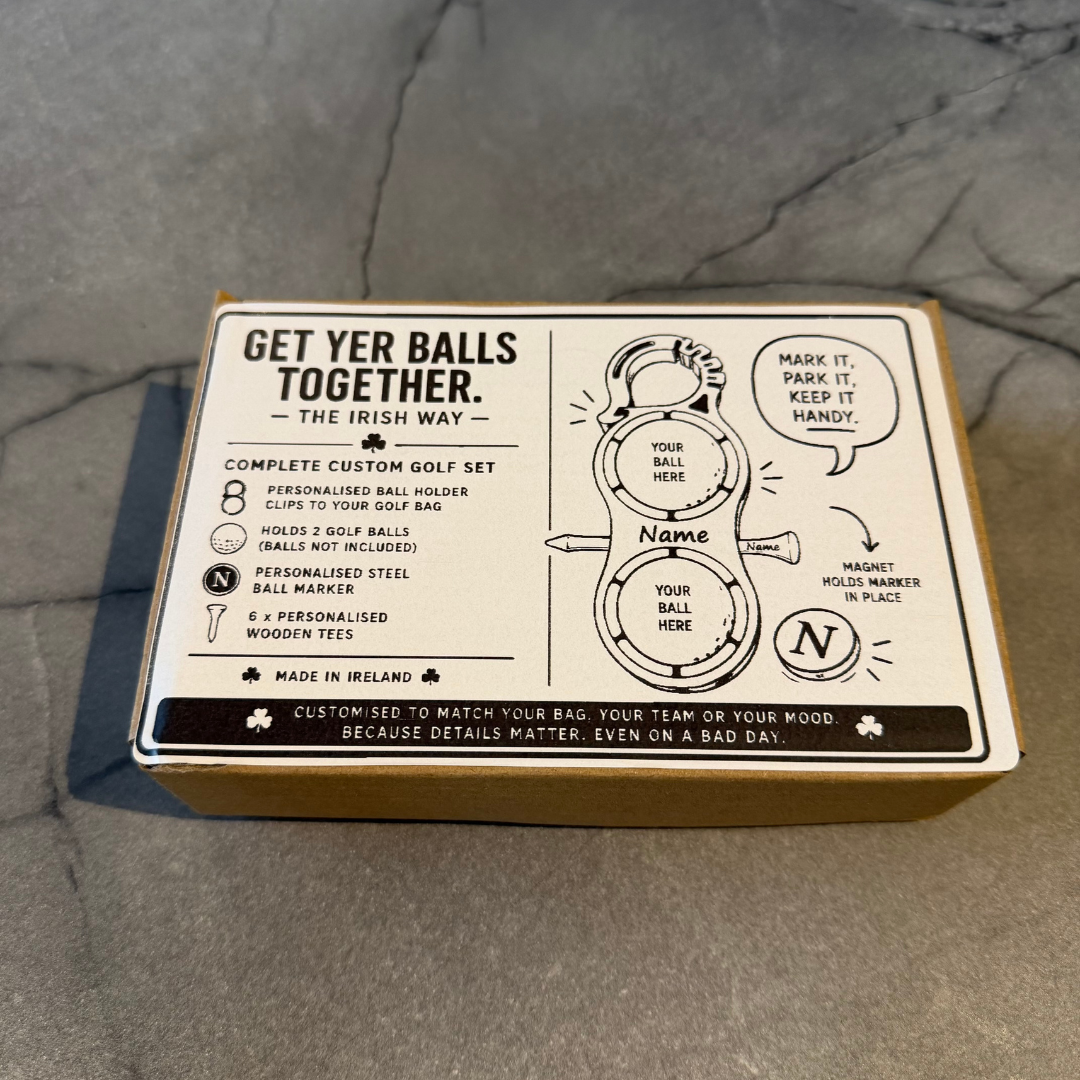 GET YER BALLS
TOGETHER.
— THE IRISH WAY —
COMPLETE CUSTOM GOLF SET
PERSONALISED BALL HOLDER
CLIPS TO YOUR GOLF BAG
HOLDS 2 GOLF BALLS
(BALLS NOT INCLUDED)
N
PERSONALISED STEEL
BALL MARKER
6 x PERSONALISED
WOODEN TEES
MADE IN IRELAND
MARK IT,
PARK IT,
KEEP IT
HANDY.
YOUR
BALL
HERE
Name
Name
YOUR
BALL
HERE
MAGNET
HOLDS MARKER
IN PLACE
N
CUSTOMISED TO MATCH YOUR BAG. YOUR TEAM OR YOUR MOOD.
BECAUSE DETAILS MATTER. EVEN ON A BAD DAY.